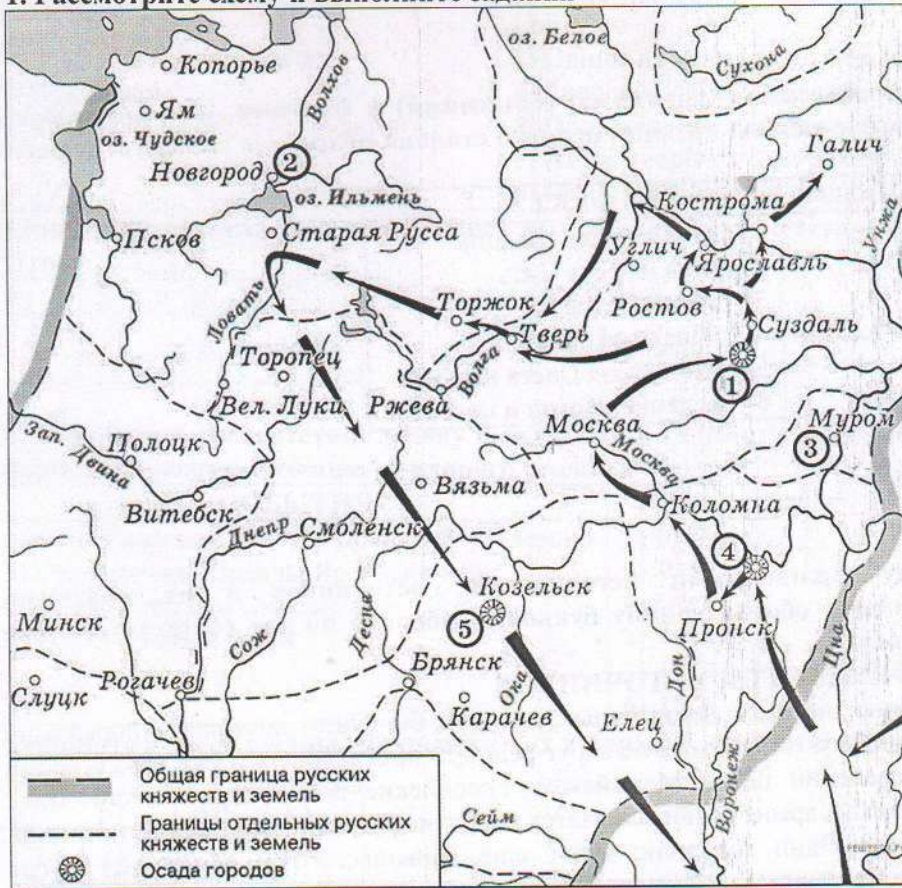 1. Рассмотрите схему и выполните задания
оз. Белое
Сухона
Копорье
Волхов
Ям
оз. Чудское
Галич
2
Новгород
оз. Ильмень
Кострома
Унжа
Псков
Старая Русса
Углич
Ярославль
Ловать
Торжок
Ростов
Тверь
Суздаль
Торопец
Волга
1
Вел. Луки
Ржева
Муром
Зап.
Двина
Полоцк
Москва
Москва
3
Вязьма
Витебск
Коломна
Днепр
Смоленск
4
Козельск
Минск
Десна
5
Пронск
Цна
Сож
Слуцк
Рогачев
Брянск
Ока
Дон
Карачев
Елец
Воронеж
Сейм
Общая граница русских
княжеств и земель
Границы отдельных русских
княжеств и земель
Осада городов